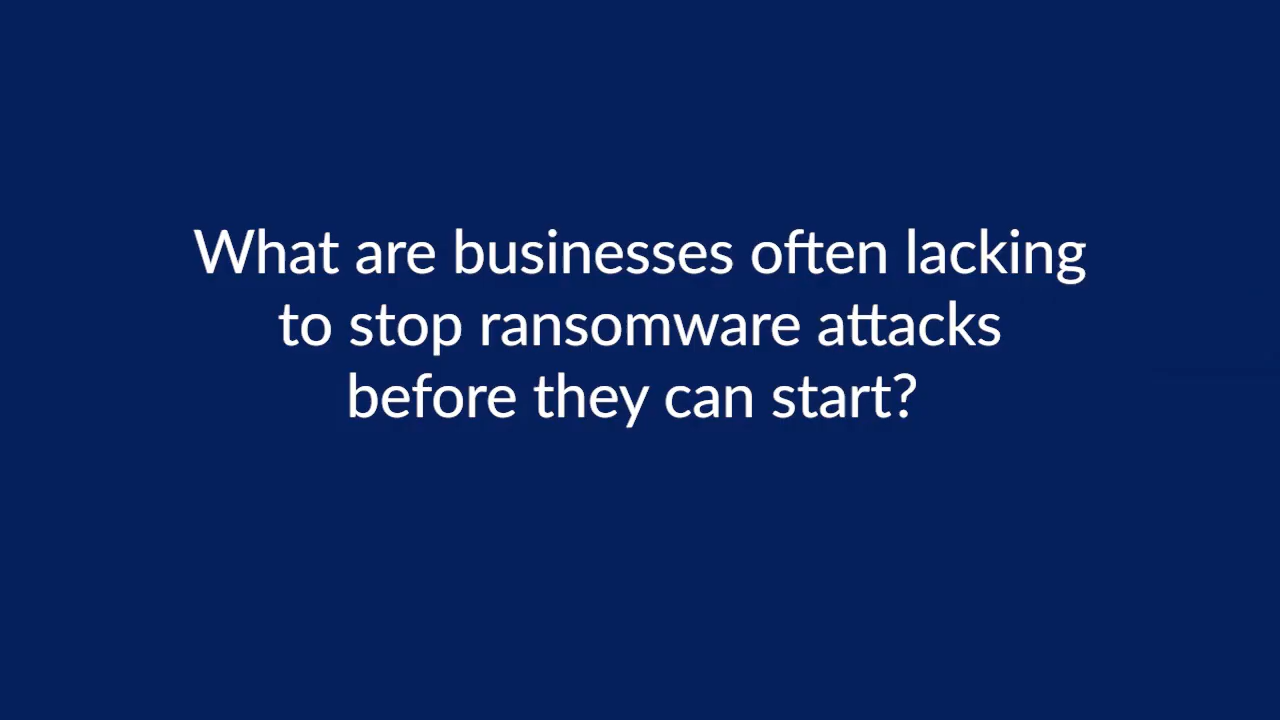 What are businesses often lacking
to stop ransomware attacks
before they can start?